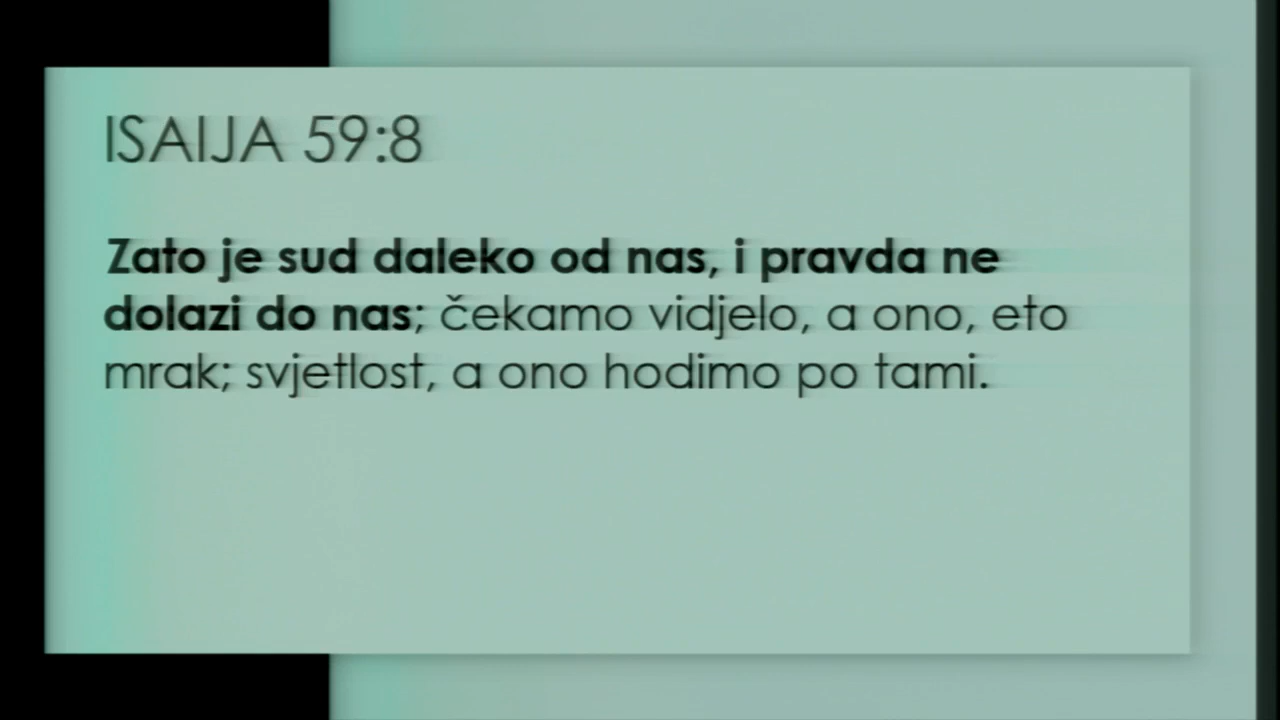 ISAIJA 59:8
Zato je sud daleko od nas, i pravda ne
dolazi do nas; čekamo vidjelo, a ono, eto
mrak; svjetlost, a ono hodimo po tami.